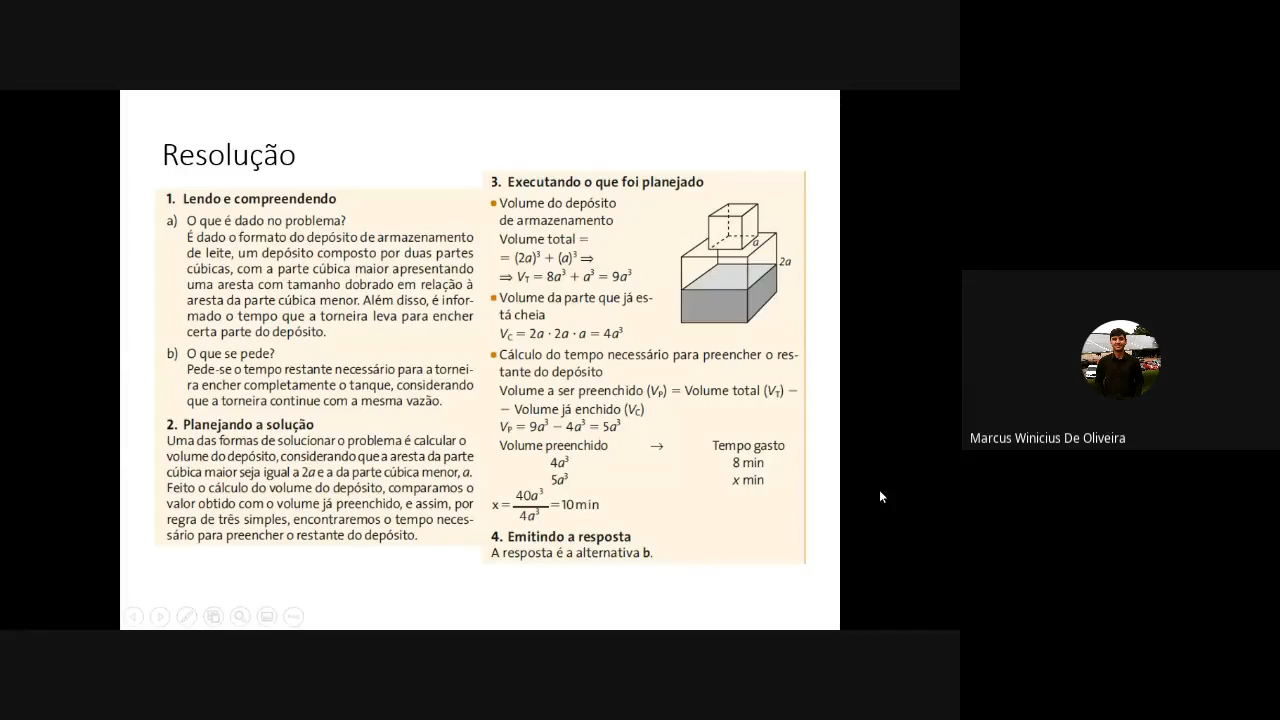 Resolução
1. Lendo e compreendendo
a) O que é dado no problema?
É dado o formato do depósito de armazenamento
de leite, um depósito composto por duas partes
cúbicas, com a parte cúbica maior apresentando
uma aresta com tamanho dobrado em relação à
aresta da parte cúbica menor. Além disso, é infor-
mado o tempo que a torneira leva para encher
certa parte do depósito.
b) O que se pede?
Pede-se o tempo restante necessário para a tornei-
ra encher completamente o tanque, considerando
que a torneira continue com a mesma vazão.
2. Planejando a solução
Uma das formas de solucionar o problema é calcular o
volume do depósito, considerando que a aresta da parte
cúbica maior seja igual a 2a e a da parte cúbica menor, a.
Feito o cálculo do volume do depósito, comparamos o
valor obtido com o volume já preenchido, e assim, por
regra de três simples, encontraremos o tempo neces-
sário para preencher o restante do depósito.
3. Executando o que foi planejado
• Volume do depósito
de armazenamento
Volume total =
= (2a)³ + (a)³ ⇒
⇒ V_T = 8a³ + a³ = 9a³
a
2a
• Volume da parte que já es-
tá cheia
V_C = 2a · 2a · a = 4a³
• Cálculo do tempo necessário para preencher o res-
tante do depósito
Volume a ser preenchido (V_P) = Volume total (V_T) −
− Volume já enchido (V_C)
V_P = 9a³ − 4a³ = 5a³
Volume preenchido → Tempo gasto
4a³ 8 min
5a³ x min
x = 40a³/4a³ = 10 min
4. Emitindo a resposta
A resposta é a alternativa b.
Marcus Winicius De Oliveira